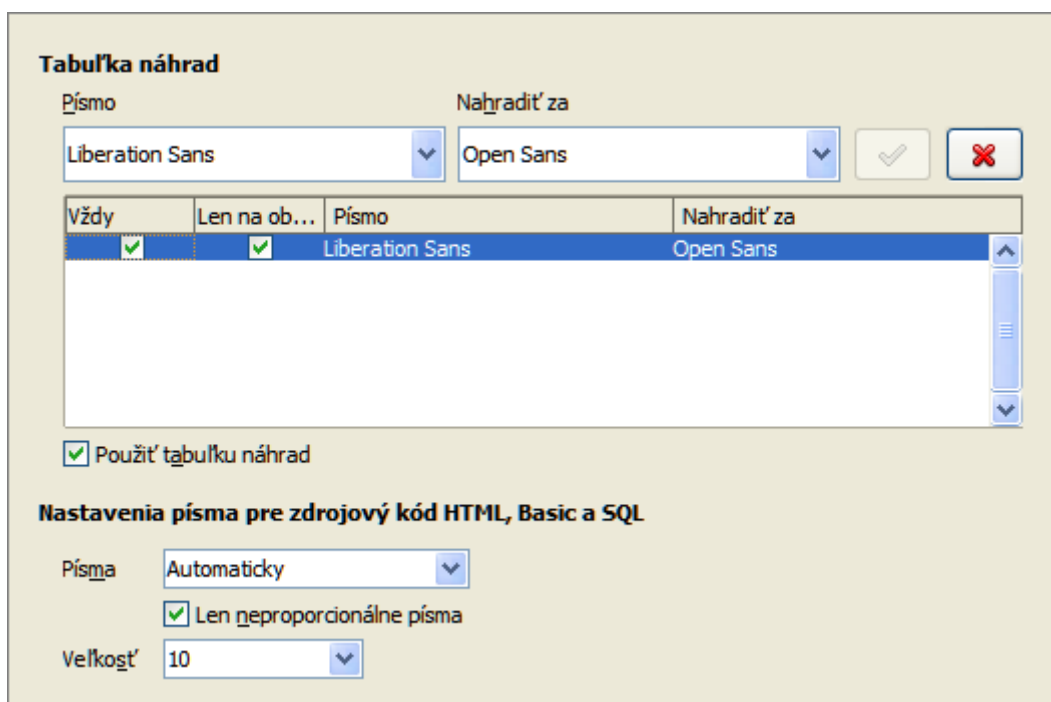 Tabuľka náhrad
Písmo Nahradiť za
Liberation Sans Open Sans
Vždy Len na ob... Písmo Nahradiť za
Liberation Sans Open Sans
Použiť tabuľku náhrad
Nastavenia písma pre zdrojový kód HTML, Basic a SQL
Písma Automaticky
Len neproporcionálne písma
Veľkosť 10